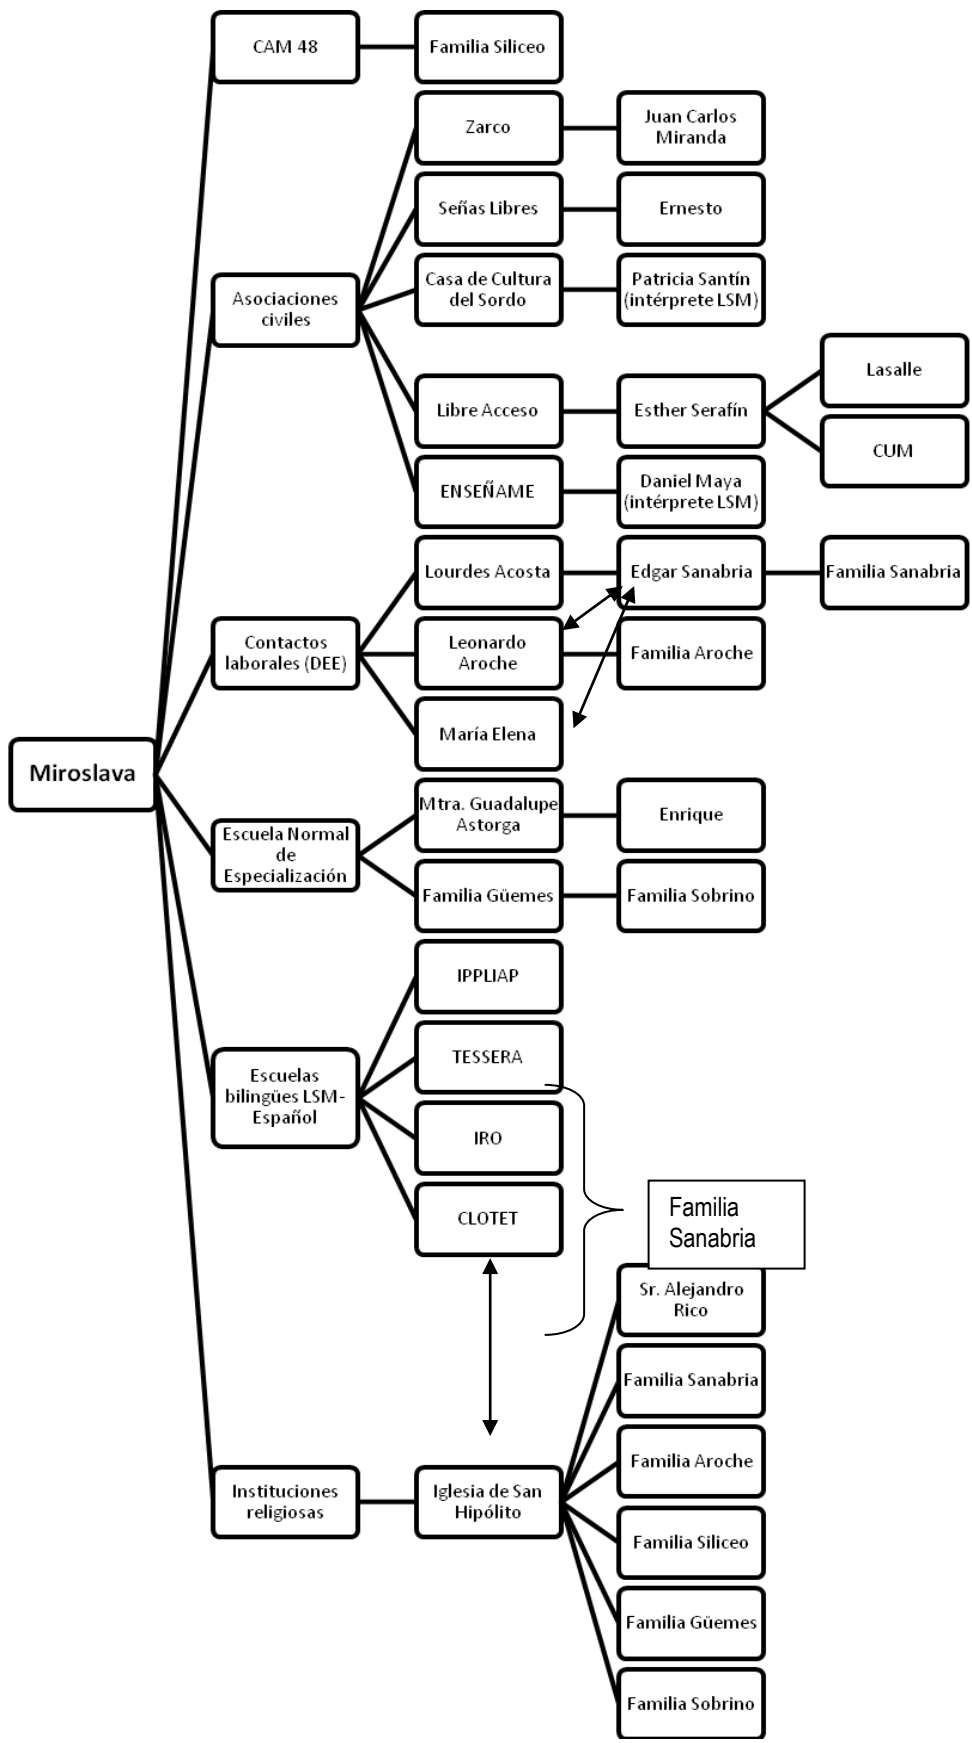 CAM 48
Familia Siliceo
Zarco
Juan Carlos
Miranda
Señas Libres
Ernesto
Asociaciones
civiles
Casa de Cultura
del Sordo
Patricia Santín
(intérprete LSM)
Libre Acceso
Esther Serafín
Lasalle
CUM
ENSEÑAME
Daniel Maya
(intérprete LSM)
Contactos
laborales (DEE)
Lourdes Acosta
Edgar Sanabria
Familia Sanabria
Leonardo
Aroche
Familia Aroche
María Elena
Miroslava
Escuela Normal
de
Especialización
Mtra. Guadalupe
Astorga
Enrique
Familia Güemes
Familia Sobrino
Escuelas
bilingües LSM-
Español
IPPLIAP
TESSERA
IRO
CLOTET
Familia
Sanabria
Instituciones
religiosas
Iglesia de San
Hipólito
Sr. Alejandro
Rico
Familia Sanabria
Familia Aroche
Familia Siliceo
Familia Güemes
Familia Sobrino